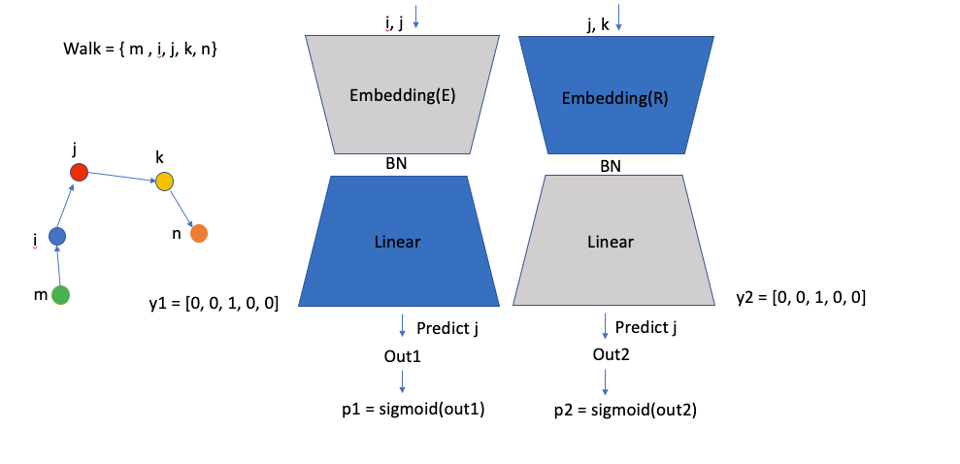 Walk = { m , i, j, k, n}
j
k
i
n
m
y1 = [0, 0, 1, 0, 0]
i, j
Embedding(E)
BN
Linear
Predict j
Out1
p1 = sigmoid(out1)
j, k
Embedding(R)
BN
Linear
Predict j
Out2
p2 = sigmoid(out2)
y2 = [0, 0, 1, 0, 0]